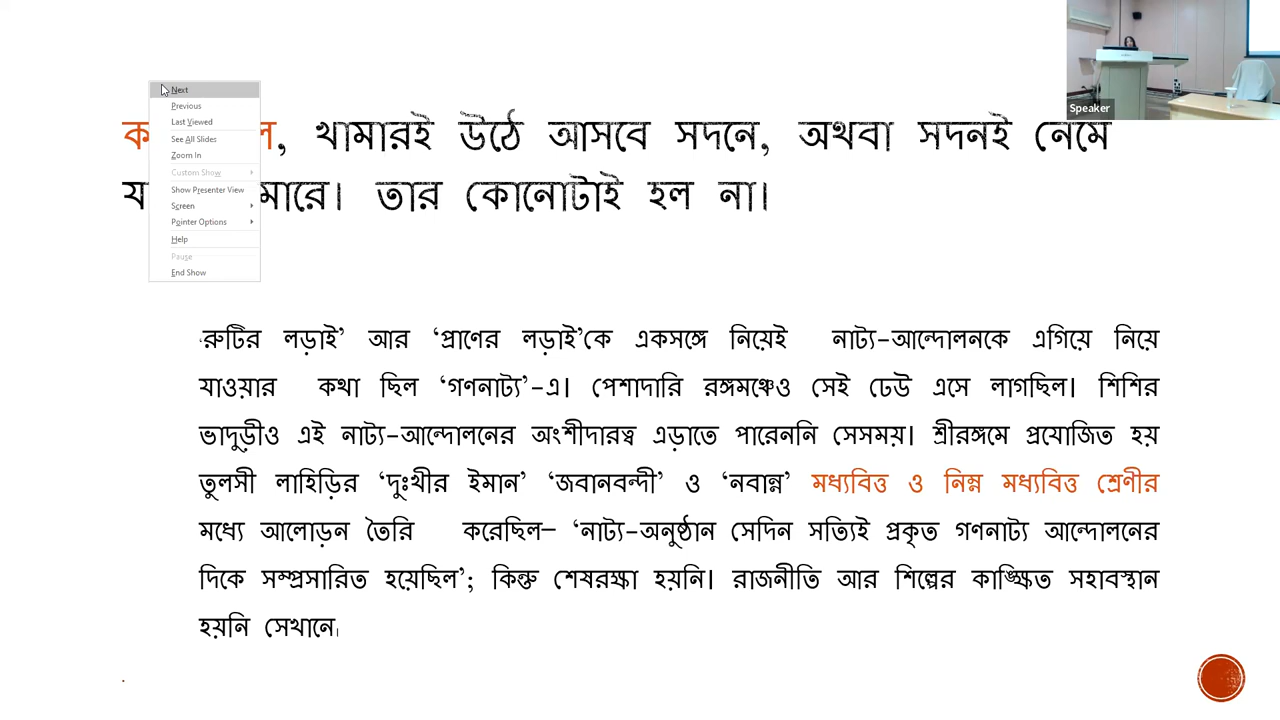 Speaker
Next
Previous
Last Viewed
See All Slides
Zoom In
Custom Show
Show Presenter View
Screen
Pointer Options
Help
Pause
End Show
খামারই উঠে আসবে সদনে, অথবা সদনই নেমে
তার কোনোটাই হল না।
রুটির লড়াই’ আর ‘প্রাণের লড়াই’কে একসঙ্গে নিয়েই নাট্য-আন্দোলনকে এগিয়ে নিয়ে
যাওয়ার কথা ছিল ‘গণনাট্য’-এ। পেশাদারি রঙ্গমঞ্চেও সেই ঢেউ এসে লাগছিল। শিশির
ভাদুড়ীও এই নাট্য-আন্দোলনের অংশীদারত্ব এড়াতে পারেননি সেসময়। শ্রীরঙ্গমে প্রযোজিত হয়
তুলসী লাহিড়ির ‘দুঃখীর ইমান’ ‘জবানবন্দী’ ও ‘নবান্ন’ মধ্যবিত্ত ও নিম্ন মধ্যবিত্ত শ্রেণীর
মধ্যে আলোড়ন তৈরি করেছিল– ‘নাট্য-অনুষ্ঠান সেদিন সত্যিই প্রকৃত গণনাট্য আন্দোলনের
দিকে সম্প্রসারিত হয়েছিল’; কিন্তু শেষরক্ষা হয়নি। রাজনীতি আর শিল্পের কাঙ্ক্ষিত সহাবস্থান
হয়নি সেখানে।